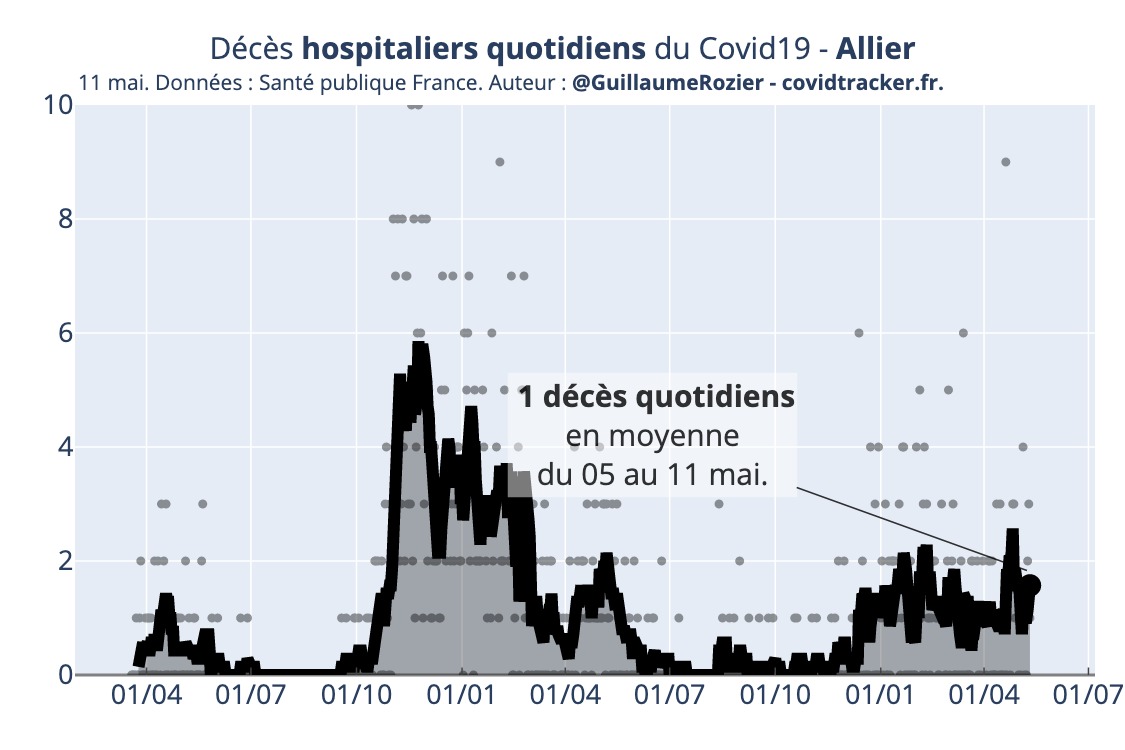 Décès hospitaliers quotidiens du Covid19 - Allier
11 mai. Données : Santé publique France. Auteur : @GuillaumeRozier - covidtracker.fr.
10
8
6
4
2
0
1 décès quotidiens
en moyenne
du 05 au 11 mai.
01/04 01/07 01/10 01/01 01/04 01/07 01/10 01/01 01/04 01/07